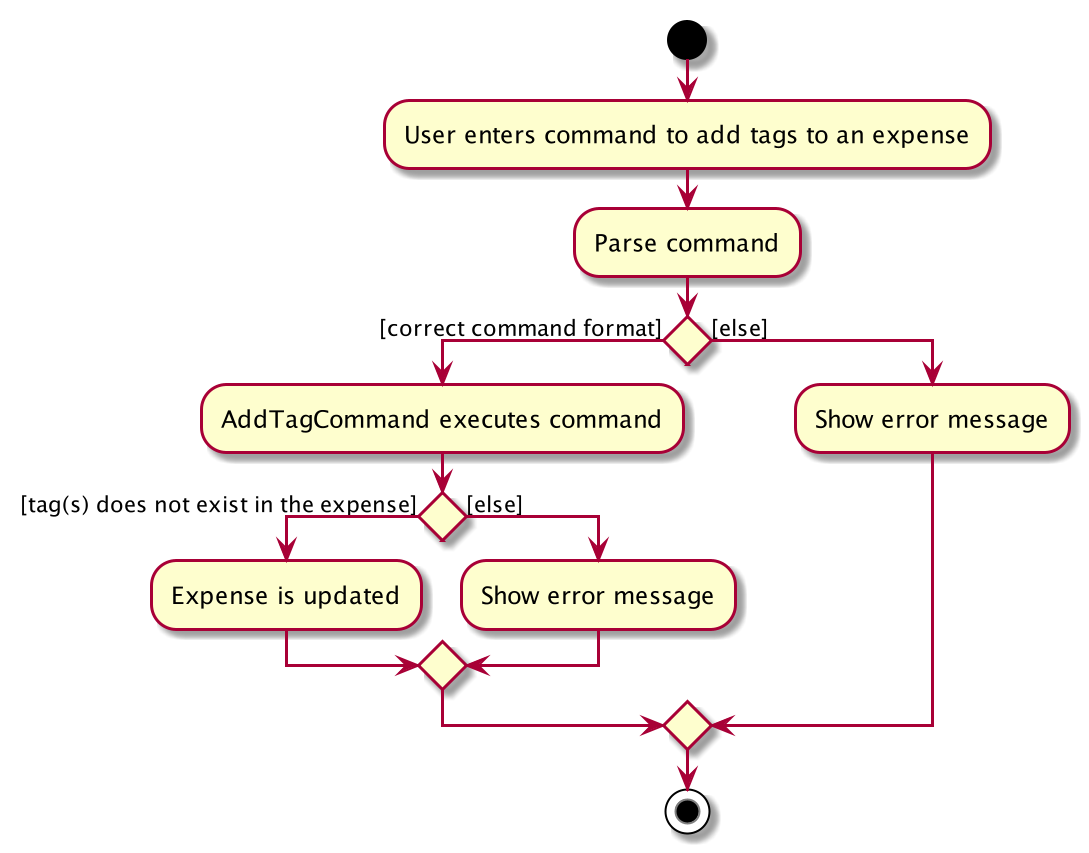 User enters command to add tags to an expense
Parse command
[correct command format]
[else]
AddTagCommand executes command
Show error message
[tag(s) does not exist in the expense]
[else]
Expense is updated
Show error message